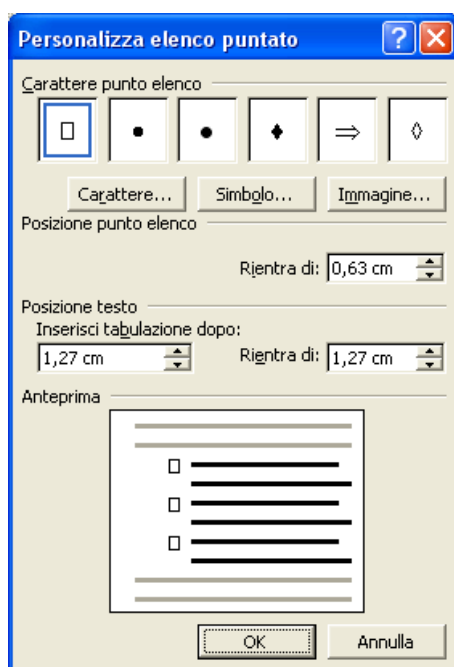 Personalizza elenco puntato
Carattere punto elenco
Carattere... Simbolo... Immagine...
Posizione punto elenco
Rientra di: 0,63 cm
Posizione testo
Inserisci tabulazione dopo:
1,27 cm Rientra di: 1,27 cm
Anteprima
OK Annulla